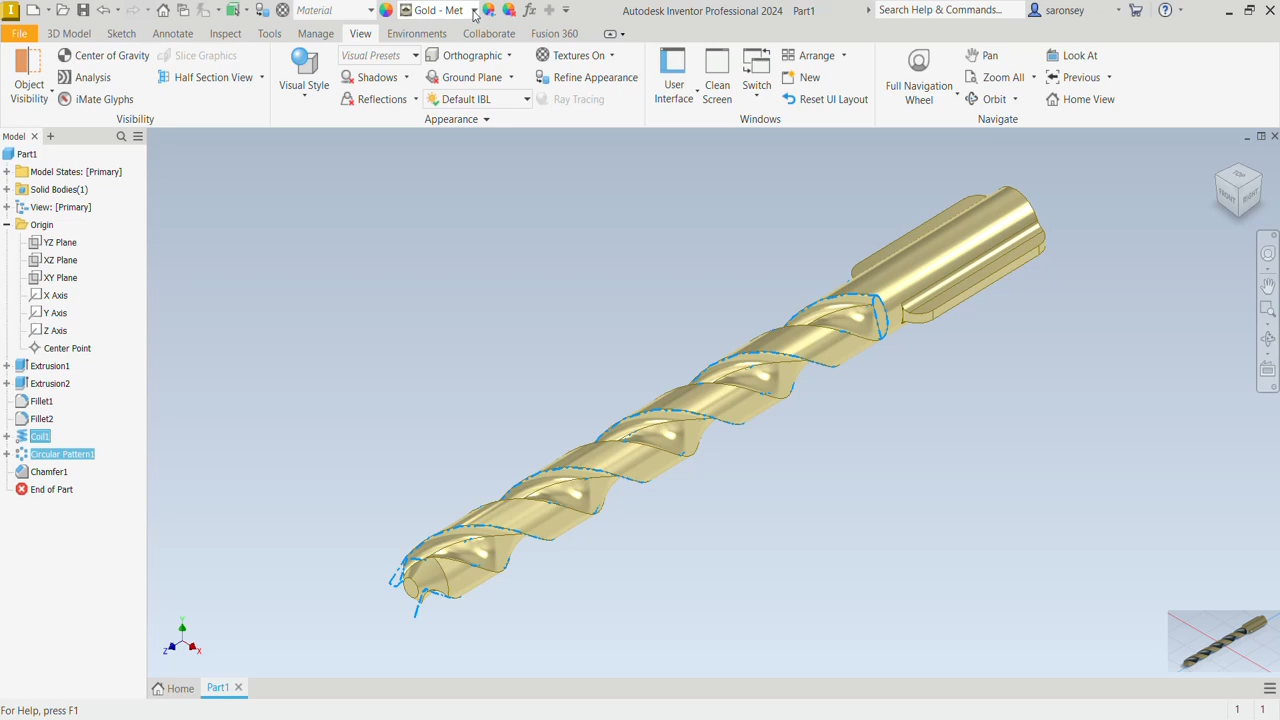 Material
Gold - Met
Autodesk Inventor Professional 2024 Part1
Search Help & Commands...
saronsey
File 3D Model Sketch Annotate Inspect Tools Manage View Environments Collaborate Fusion 360
Object Visibility
Center of Gravity
Slice Graphics
Analysis
Half Section View
iMate Glyphs
Visibility
Visual Style
Visual Presets
Orthographic
Textures On
Shadows
Ground Plane
Refine Appearance
Reflections
Default IBL
Ray Tracing
Appearance
User Interface
Clean Screen
Switch
Arrange
New
Reset UI Layout
Windows
Full Navigation Wheel
Pan
Look At
Zoom All
Previous
Orbit
Home View
Navigate
Model
Part1
Model States: [Primary]
Solid Bodies(1)
View: [Primary]
Origin
YZ Plane
XZ Plane
XY Plane
X Axis
Y Axis
Z Axis
Center Point
Extrusion1
Extrusion2
Fillet1
Fillet2
Coil1
Circular Pattern1
Chamfer1
End of Part
TOP
FRONT
RIGHT
Y
Z
X
Home
Part1
For Help, press F1
1 1